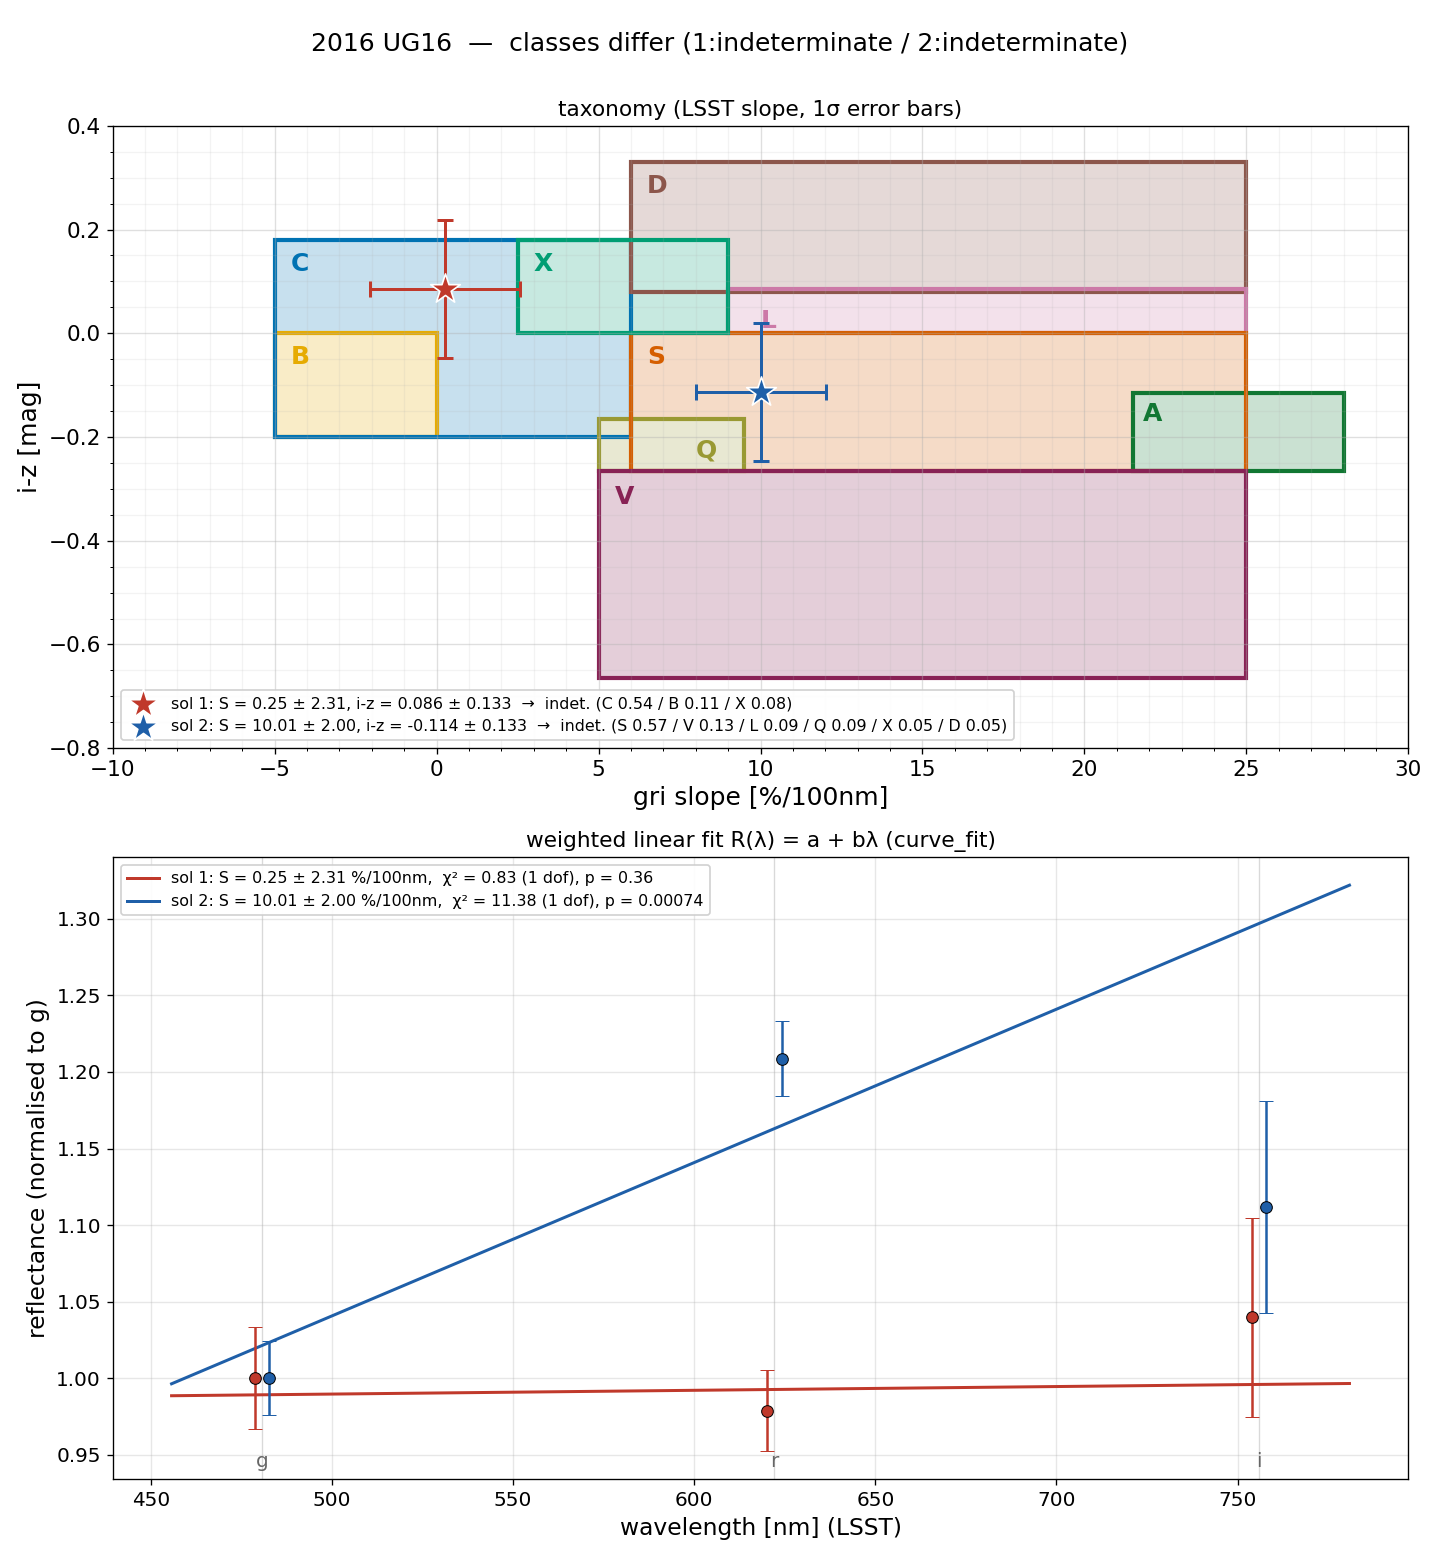 2016 UG16 — classes differ (1:indeterminate / 2:indeterminate)
taxonomy (LSST slope, 1σ error bars)
0.4
0.2
0.0
−0.2
−0.4
−0.6
−0.8
i-z [mag]
D
C
X
L
B
S
A
Q
V
sol 1: S = 0.25 ± 2.31, i-z = 0.086 ± 0.133 → indet. (C 0.54 / B 0.11 / X 0.08)
sol 2: S = 10.01 ± 2.00, i-z = -0.114 ± 0.133 → indet. (S 0.57 / V 0.13 / L 0.09 / Q 0.09 / X 0.05 / D 0.05)
−10 −5 0 5 10 15 20 25 30
gri slope [%/100nm]
weighted linear fit R(λ) = a + bλ (curve_fit)
sol 1: S = 0.25 ± 2.31 %/100nm, χ² = 0.83 (1 dof), p = 0.36
sol 2: S = 10.01 ± 2.00 %/100nm, χ² = 11.38 (1 dof), p = 0.00074
1.30
1.25
1.20
1.15
1.10
1.05
1.00
0.95
reflectance (normalised to g)
g r i
450 500 550 600 650 700 750
wavelength [nm] (LSST)